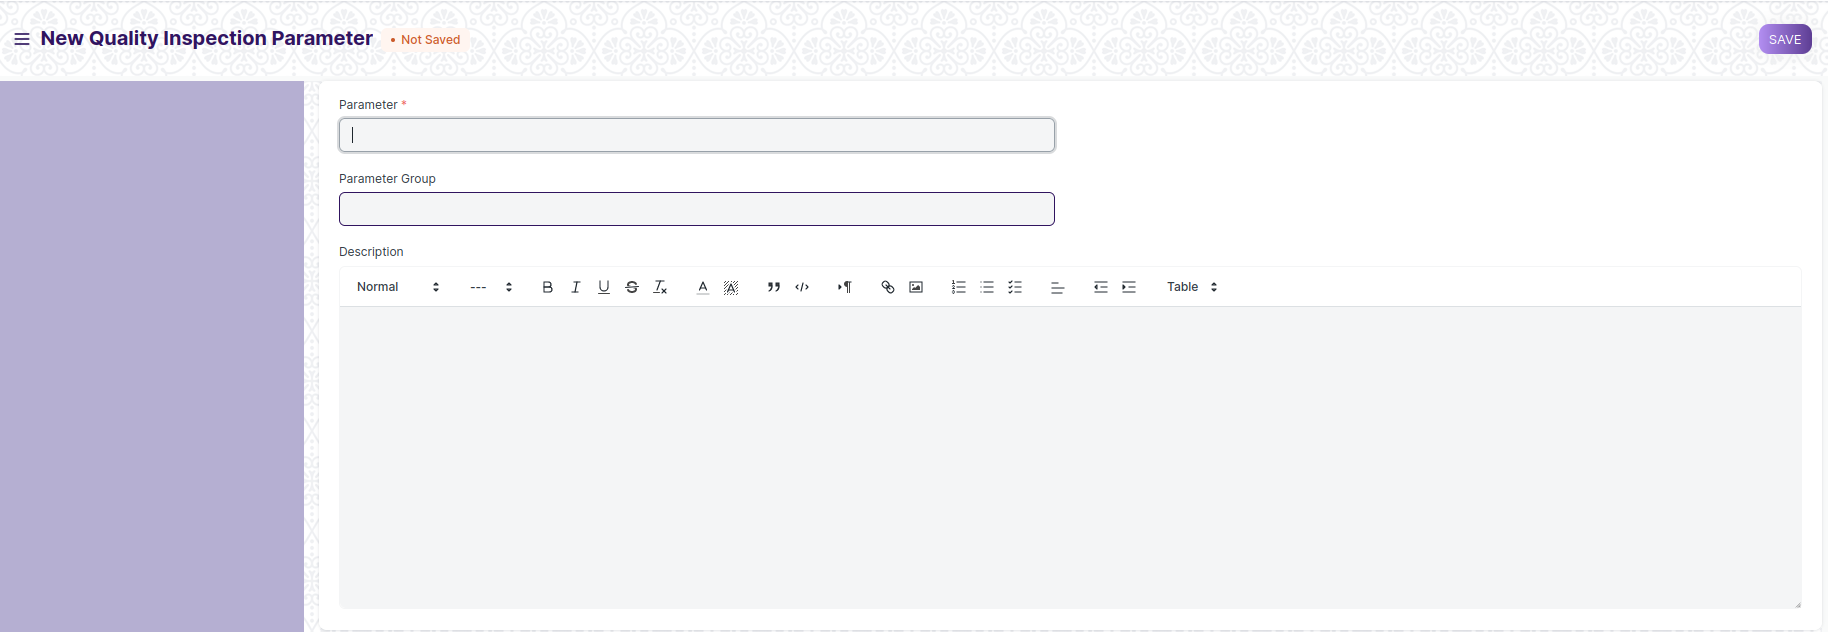 New Quality Inspection Parameter
• Not Saved
SAVE
Parameter *
Parameter Group
Description
Normal
---
Table